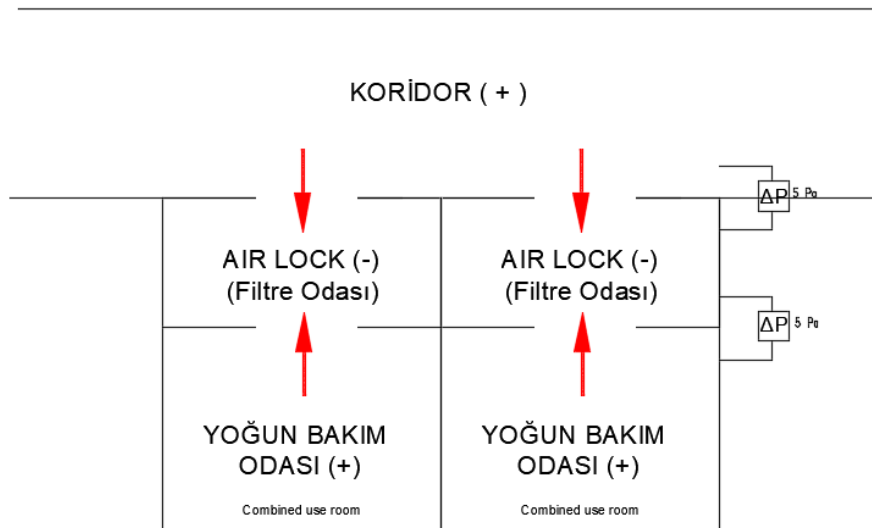 KORİDOR ( + )
ΔP 5 Pa
AIR LOCK (-)
(Filtre Odası)
AIR LOCK (-)
(Filtre Odası)
ΔP 5 Pa
YOĞUN BAKIM
ODASI (+)
Combined use room
YOĞUN BAKIM
ODASI (+)
Combined use room